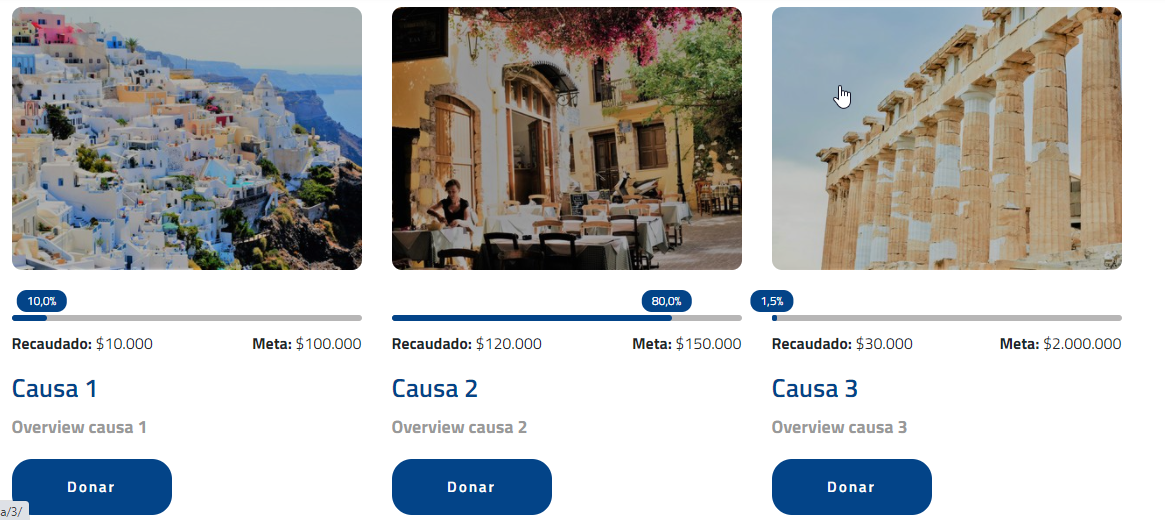 10,0%
80,0%
1,5%
Recaudado: $10.000 Meta: $100.000
Recaudado: $120.000 Meta: $150.000
Recaudado: $30.000 Meta: $2.000.000
Causa 1
Causa 2
Causa 3
Overview causa 1
Overview causa 2
Overview causa 3
Donar
Donar
Donar
a/3/